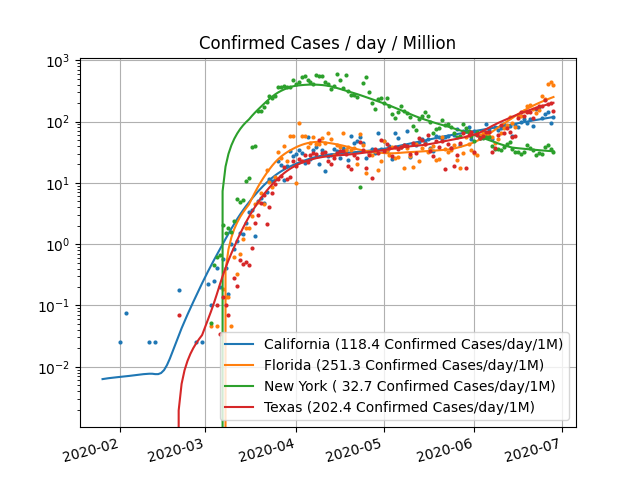 Confirmed Cases / day / Million
10³
10²
10¹
10⁰
10⁻¹
10⁻²
California (118.4 Confirmed Cases/day/1M)
Florida (251.3 Confirmed Cases/day/1M)
New York ( 32.7 Confirmed Cases/day/1M)
Texas (202.4 Confirmed Cases/day/1M)
2020-02 2020-03 2020-04 2020-05 2020-06 2020-07